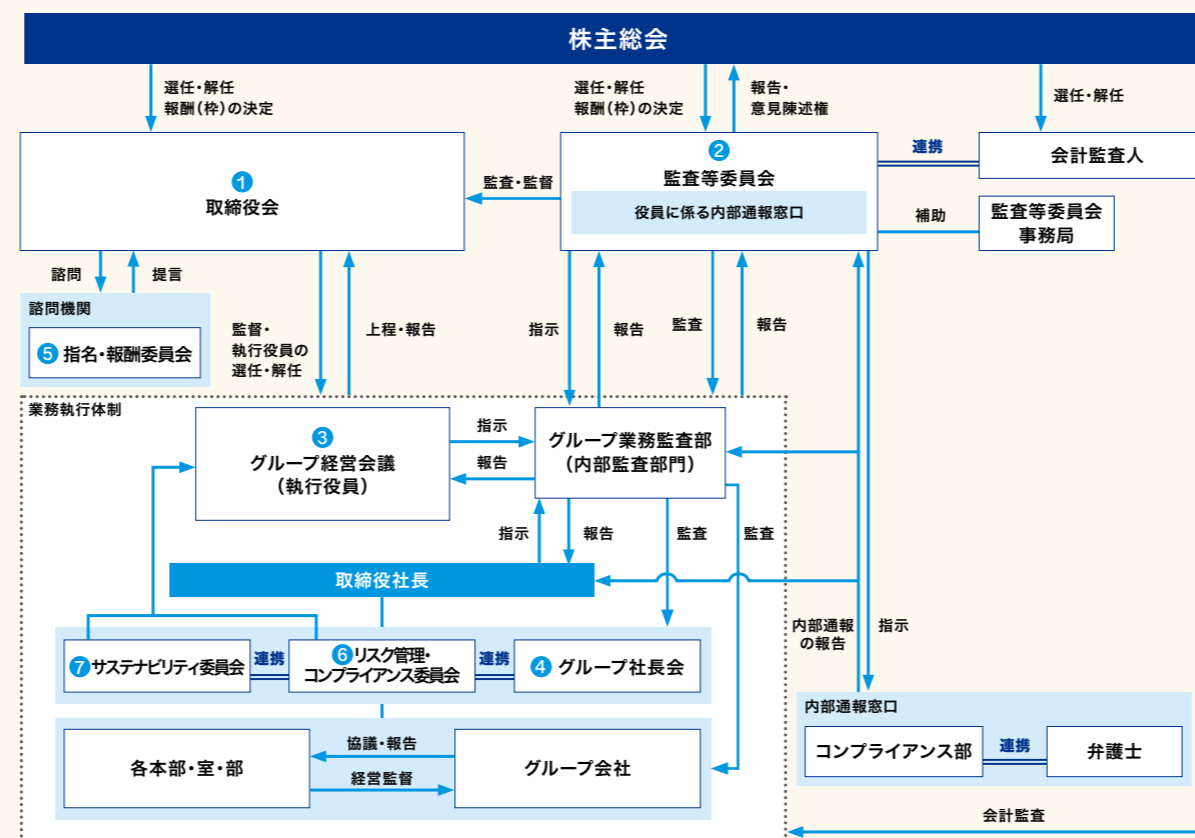 株主総会
選任・解任
報酬(枠)の決定
選任・解任
報酬(枠)の決定
報告・
意見陳述権
選任・解任
❶
取締役会
監査・監督
❷
監査等委員会
役員に係る内部通報窓口
連携
会計監査人
補助
監査等委員会
事務局
諮問
提言
諮問機関
❺ 指名・報酬委員会
監督・
執行役員の
選任・解任
上程・報告
指示
報告
監査
報告
業務執行体制
❸
グループ経営会議
(執行役員)
指示
報告
グループ業務監査部
(内部監査部門)
指示
報告
監査
監査
取締役社長
❼ サステナビリティ委員会
連携
❻ リスク管理・
コンプライアンス委員会
連携
❹ グループ社長会
内部通報
の報告
指示
各本部・室・部
協議・報告
経営監督
グループ会社
内部通報窓口
コンプライアンス部
連携
弁護士
会計監査